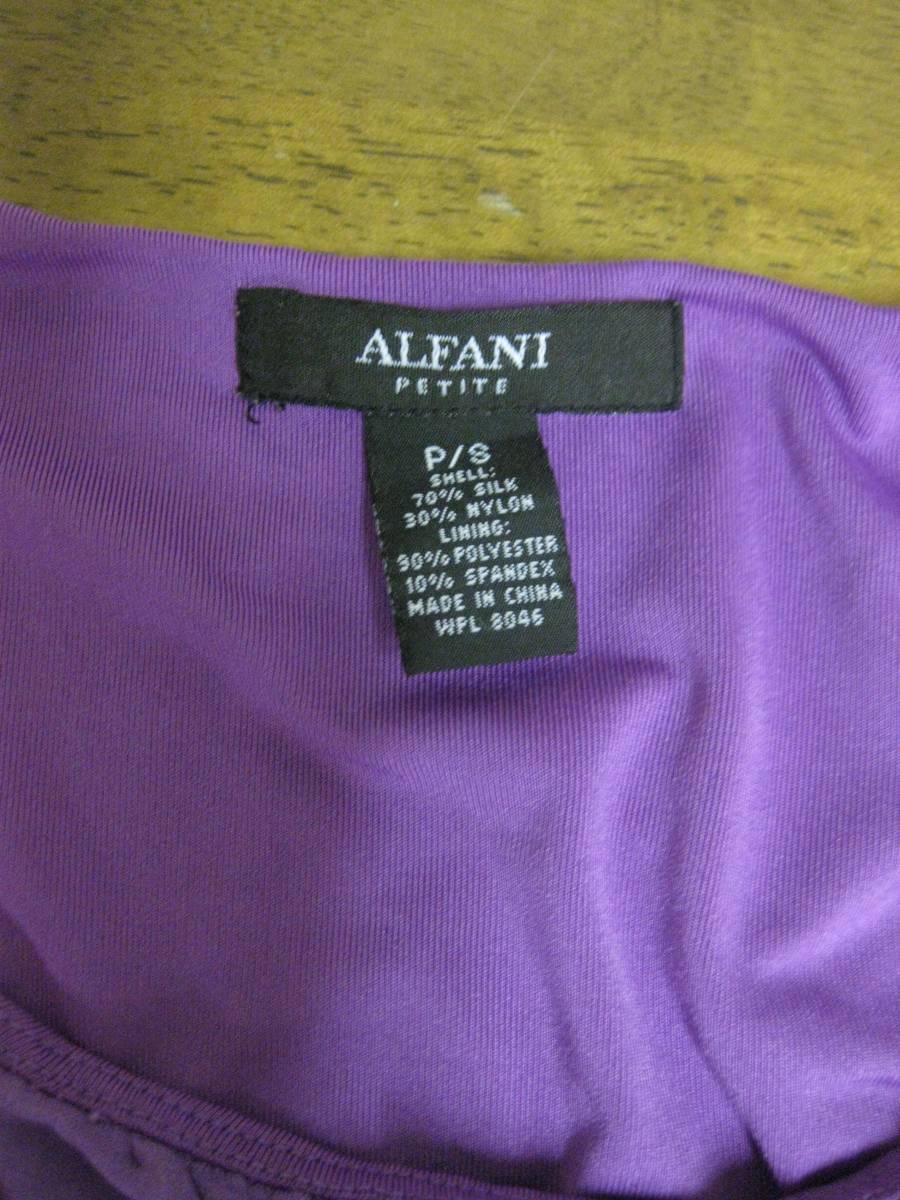 ALFANI
PETITE
P/S
SHELL:
70% SILK
30% NYLON
LINING:
90% POLYESTER
10% SPANDEX
MADE IN CHINA
WPL 8046